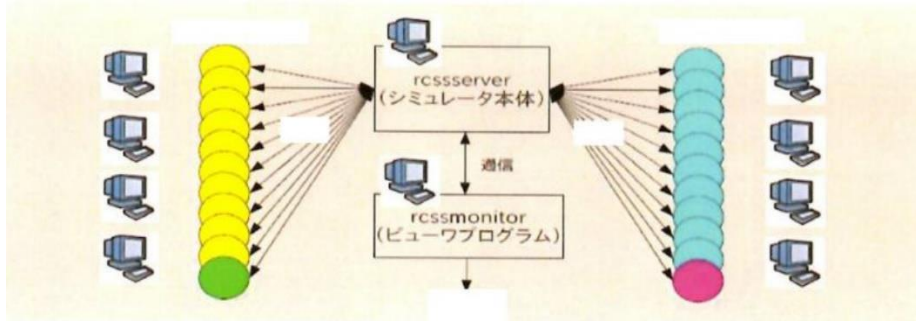 rcssserver
(シミュレータ本体)
通信
rcssmonitor
(ビューワプログラム)